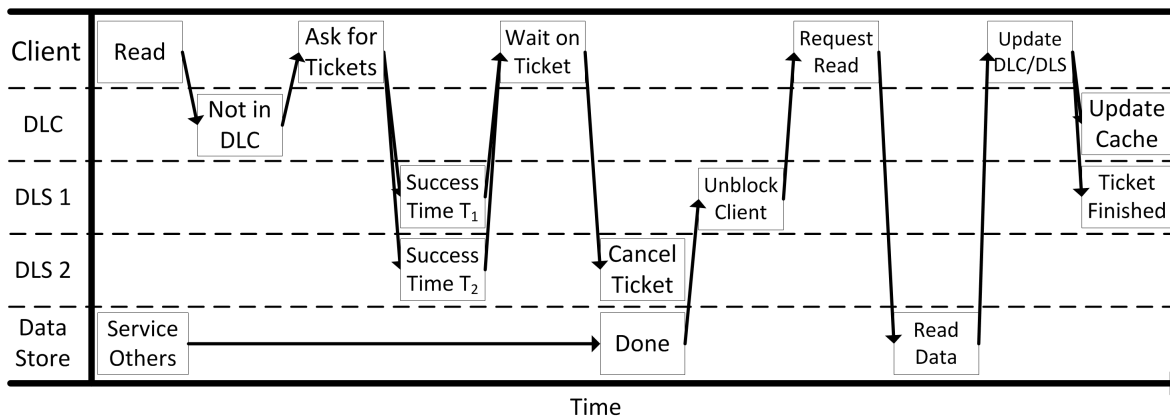 Client
Read
Ask for
Tickets
Wait on
Ticket
Request
Read
Update
DLC/DLS
DLC
Not in
DLC
Update
Cache
DLS 1
Success
Time T₁
Unblock
Client
Ticket
Finished
DLS 2
Success
Time T₂
Cancel
Ticket
Data
Store
Service
Others
Done
Read
Data
Time